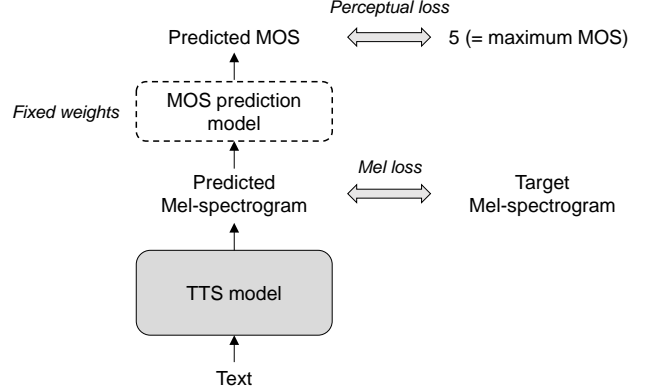 Perceptual loss
Predicted MOS
5 (= maximum MOS)
Fixed weights
MOS prediction
model
Mel loss
Predicted
Mel-spectrogram
Target
Mel-spectrogram
TTS model
Text